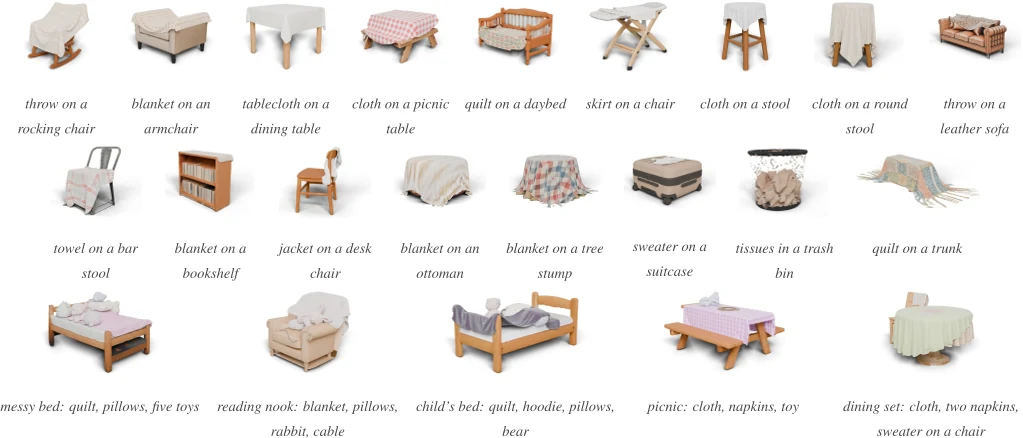 throw on a
rocking chair
blanket on an
armchair
tablecloth on a
dining table
cloth on a picnic
table
quilt on a daybed
skirt on a chair
cloth on a stool
cloth on a round
stool
throw on a
leather sofa
towel on a bar
stool
blanket on a
bookshelf
jacket on a desk
chair
blanket on an
ottoman
blanket on a tree
stump
sweater on a
suitcase
tissues in a trash
bin
quilt on a trunk
messy bed: quilt, pillows, five toys
reading nook: blanket, pillows,
rabbit, cable
child's bed: quilt, hoodie, pillows,
bear
picnic: cloth, napkins, toy
dining set: cloth, two napkins,
sweater on a chair